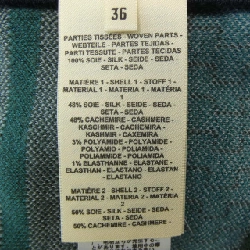 36
PARTIES TISSÉES - WOVEN PARTS -
WEBTEILE - PARTES TEJIDAS -
PARTI TESSUTE - PARTES TECIDAS
100% SOIE - SILK - SEIDE - SEDA
SETA - SEDA
MATIÈRE 1 - SHELL 1 - STOFF 1 -
MATERIAL 1 - MATERIA 1 - MATERIAL
1
48% SOIE - SILK - SEIDE - SEDA -
SETA - SEDA
48% CACHEMIRE - CASHMERE -
KASCHMIR - CACHEMIRA -
KASHMIR - CAXEMIRA
3% POLYAMIDE - POLYAMIDE -
POLYAMID - POLIAMIDA -
POLIAMMIDE - POLIAMIDA
1% ELASTHANNE - ELASTANE -
ELASTHAN - ELASTAN - ELASTAN -
ELASTANO
MATIÈRE 2 - SHELL 2 - STOFF 2 -
MATERIAL 2 - MATERIA 2 - MATERIAL
2
SOIE - SILK - SEIDE - SEDA -
SETA - SEDA
50% CACHEMIRE - CASHMERE -